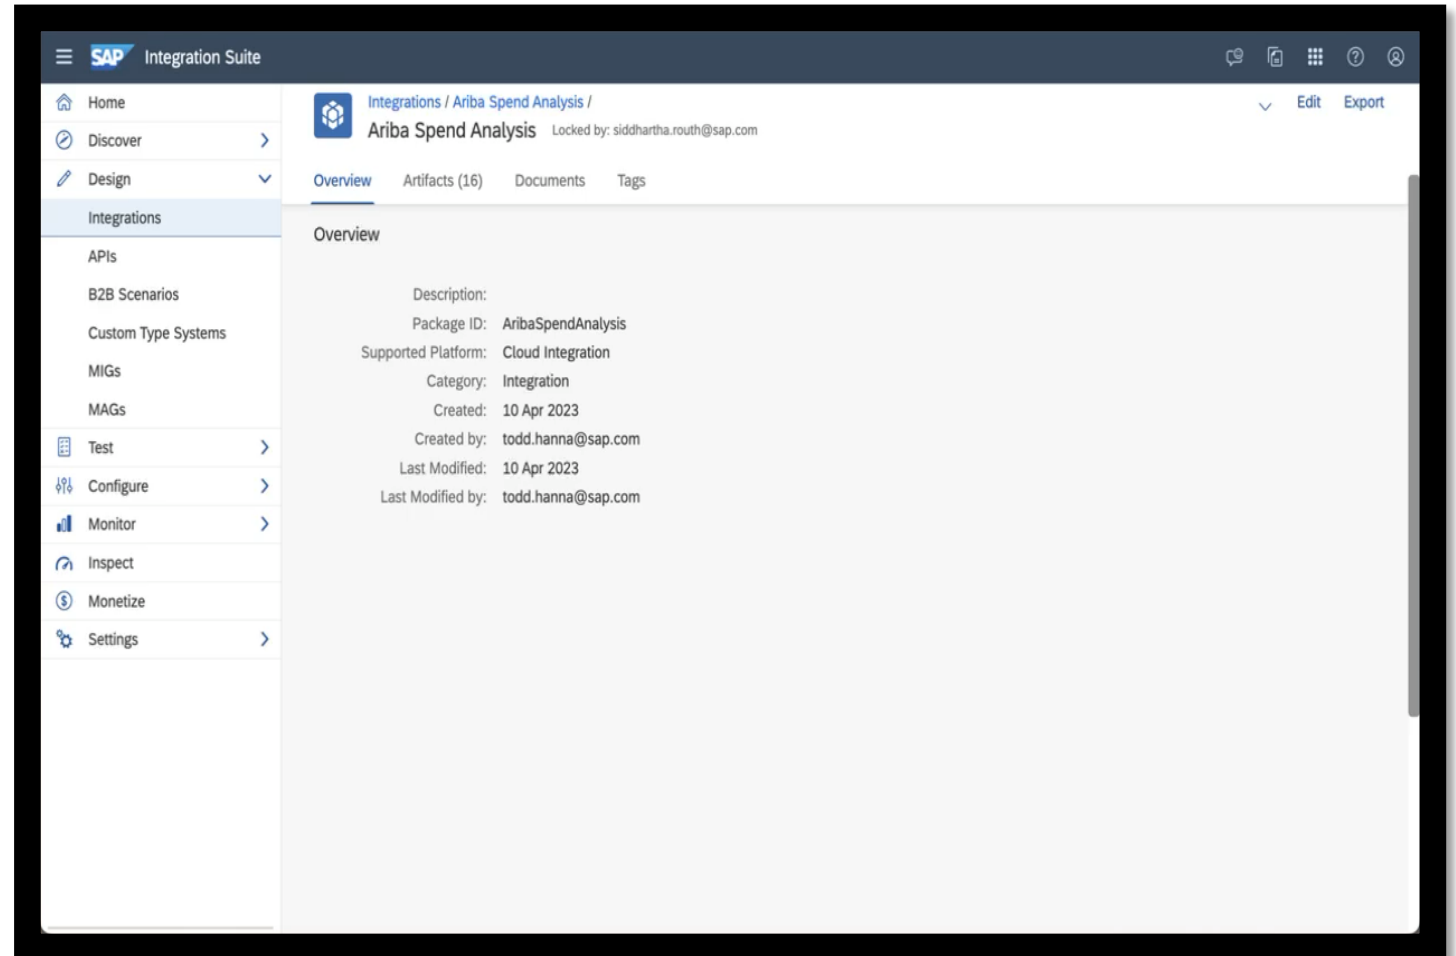 SAP Integration Suite
Home
Discover
Design
Integrations
APIs
B2B Scenarios
Custom Type Systems
MIGs
MAGs
Test
Configure
Monitor
Inspect
Monetize
Settings
Integrations / Ariba Spend Analysis /
Edit Export
Ariba Spend Analysis Locked by: siddhartha.routh@sap.com
Overview Artifacts (16) Documents Tags
Overview
Description:
Package ID: AribaSpendAnalysis
Supported Platform: Cloud Integration
Category: Integration
Created: 10 Apr 2023
Created by: todd.hanna@sap.com
Last Modified: 10 Apr 2023
Last Modified by: todd.hanna@sap.com